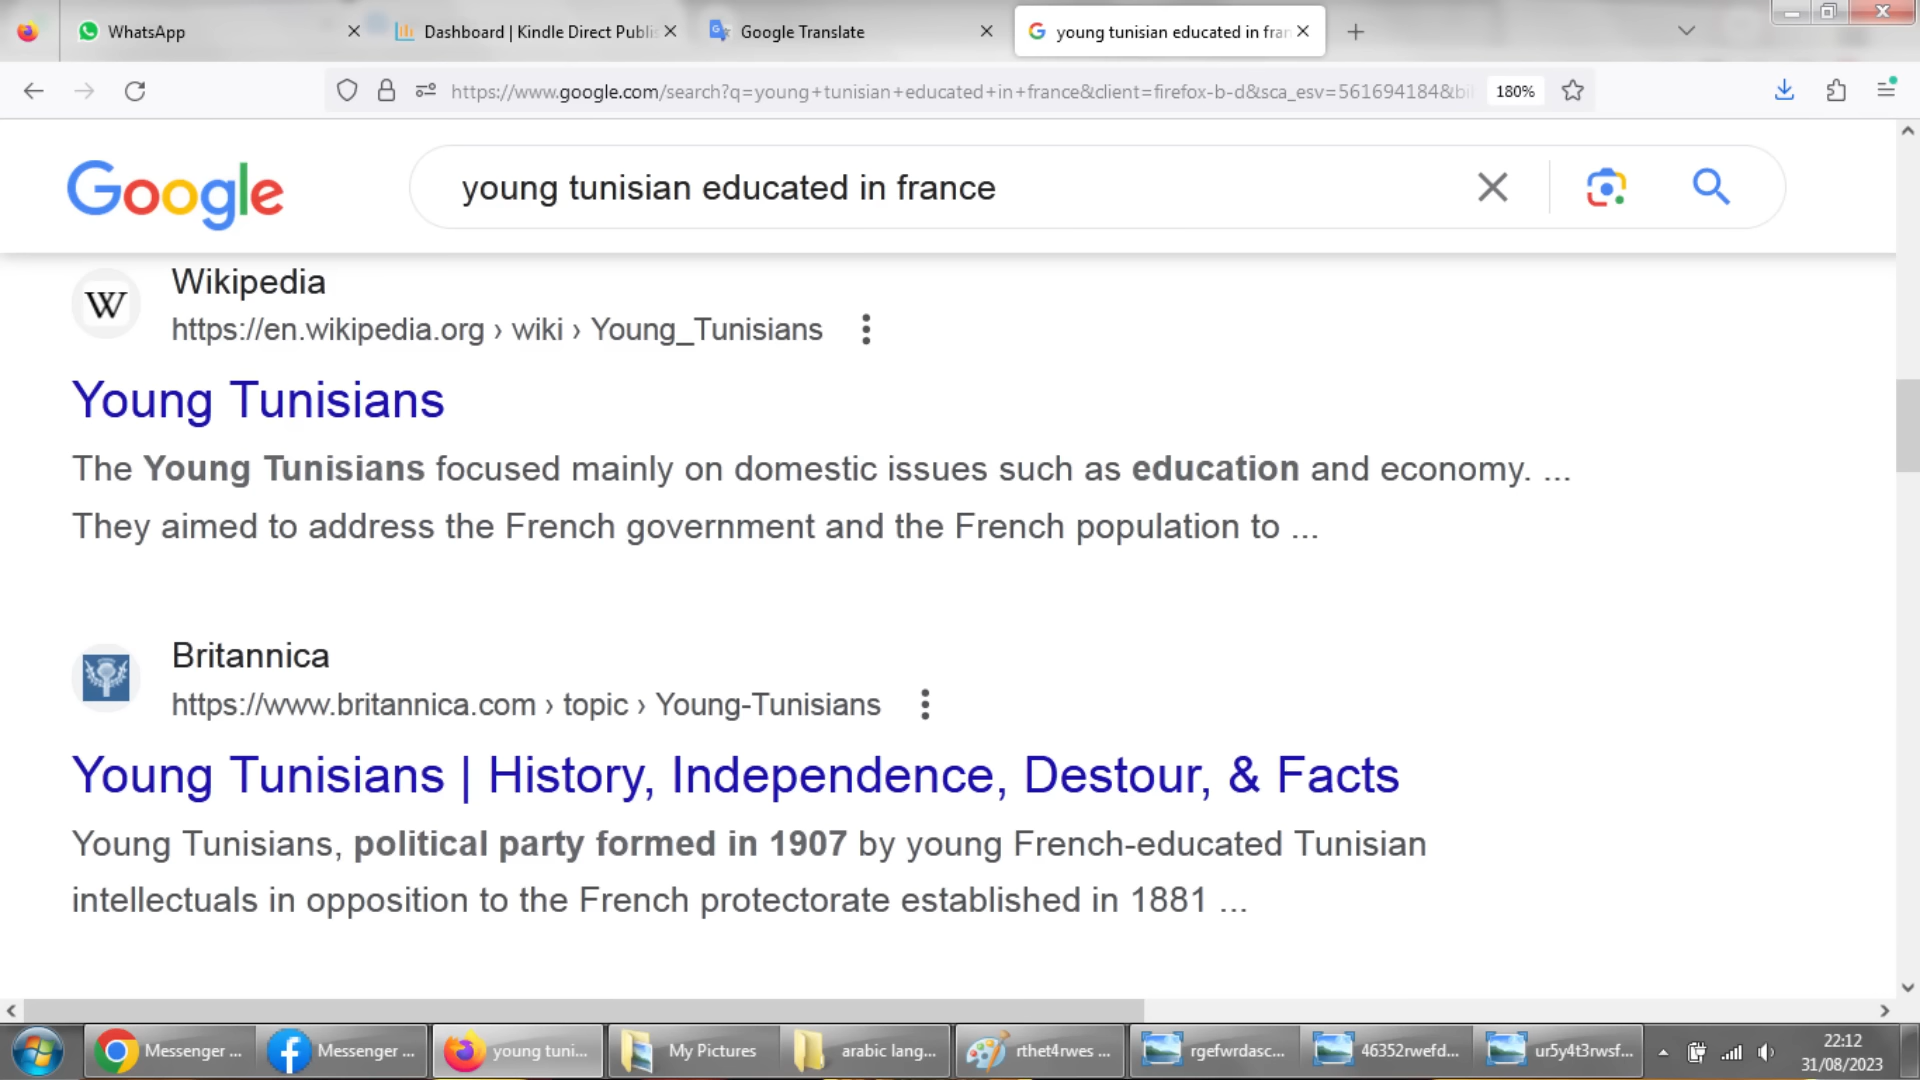 WhatsApp
Dashboard | Kindle Direct Publis
Google Translate
young tunisian educated in fran
https://www.google.com/search?q=young+tunisian+educated+in+france&client=firefox-b-d&sca_esv=561694184&bi
180%
Google
young tunisian educated in france
W
Wikipedia
https://en.wikipedia.org › wiki › Young_Tunisians
Young Tunisians
The Young Tunisians focused mainly on domestic issues such as education and economy. ...
They aimed to address the French government and the French population to ...
Britannica
https://www.britannica.com › topic › Young-Tunisians
Young Tunisians | History, Independence, Destour, & Facts
Young Tunisians, political party formed in 1907 by young French-educated Tunisian
intellectuals in opposition to the French protectorate established in 1881 ...
Messenger ...
Messenger ...
young tuni...
My Pictures
arabic lang...
rthet4rwes ...
rgefwrdasc...
46352rwefd...
ur5y4t3rwsf...
22:12
31/08/2023